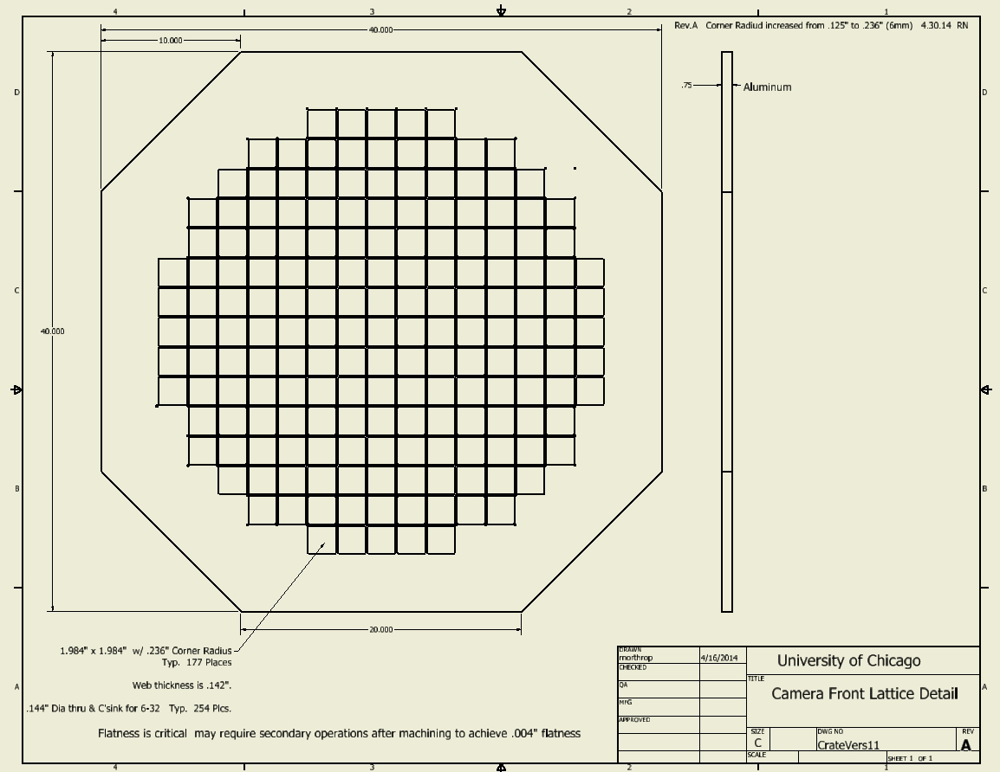 4 3 2 1
Rev.A Corner Radiud increased from .125" to .236" (6mm) 4.30.14 RN
40.000
10.000
D D
.75 Aluminum
C C
40.000
B B
20.000
1.984" x 1.984" w/ .236" Corner Radius
Typ. 177 Places
Web thickness is .142".
.144" Dia thru & C'sink for 6-32 Typ. 254 Plcs.
Flatness is critical may require secondary operations after machining to achieve .004" flatness
A A
DRAWN
rnorthrop 4/16/2014
CHECKED
QA
MFG
APPROVED
University of Chicago
TITLE
Camera Front Lattice Detail
SIZE
C
DWG NO
CrateVers11
REV
A
SCALE
SHEET 1 OF 1
4 3 2 1